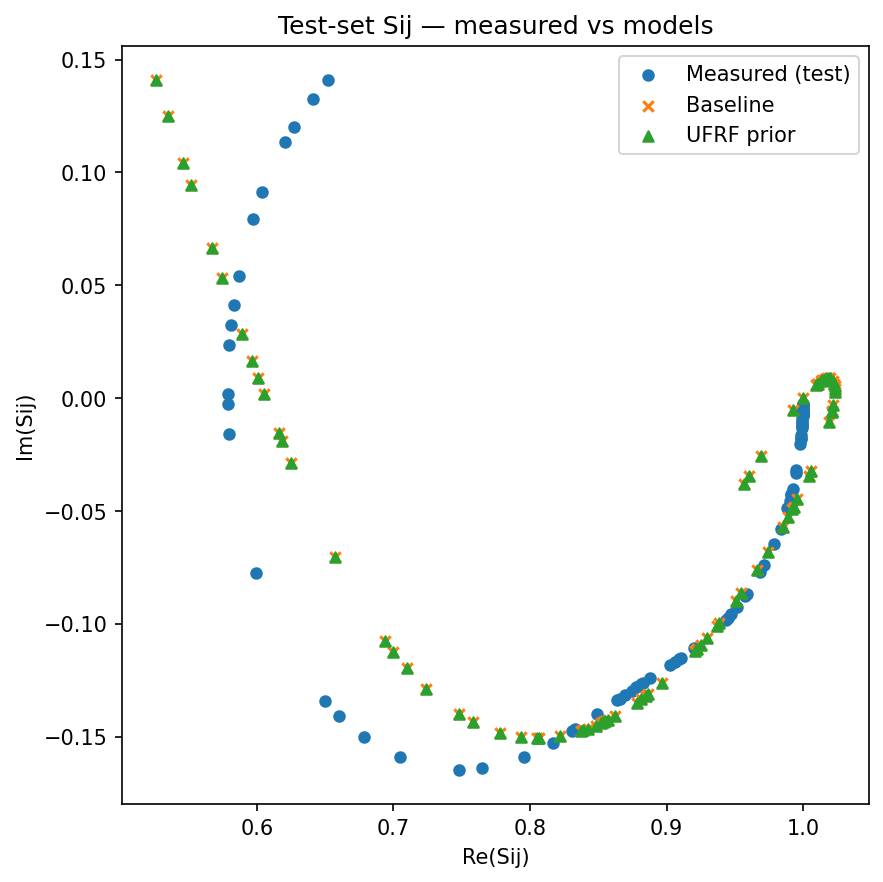 Test-set Sij — measured vs models
Measured (test)
Baseline
UFRF prior
0.15
0.10
0.05
0.00
−0.05
−0.10
−0.15
Im(Sij)
0.6 0.7 0.8 0.9 1.0
Re(Sij)